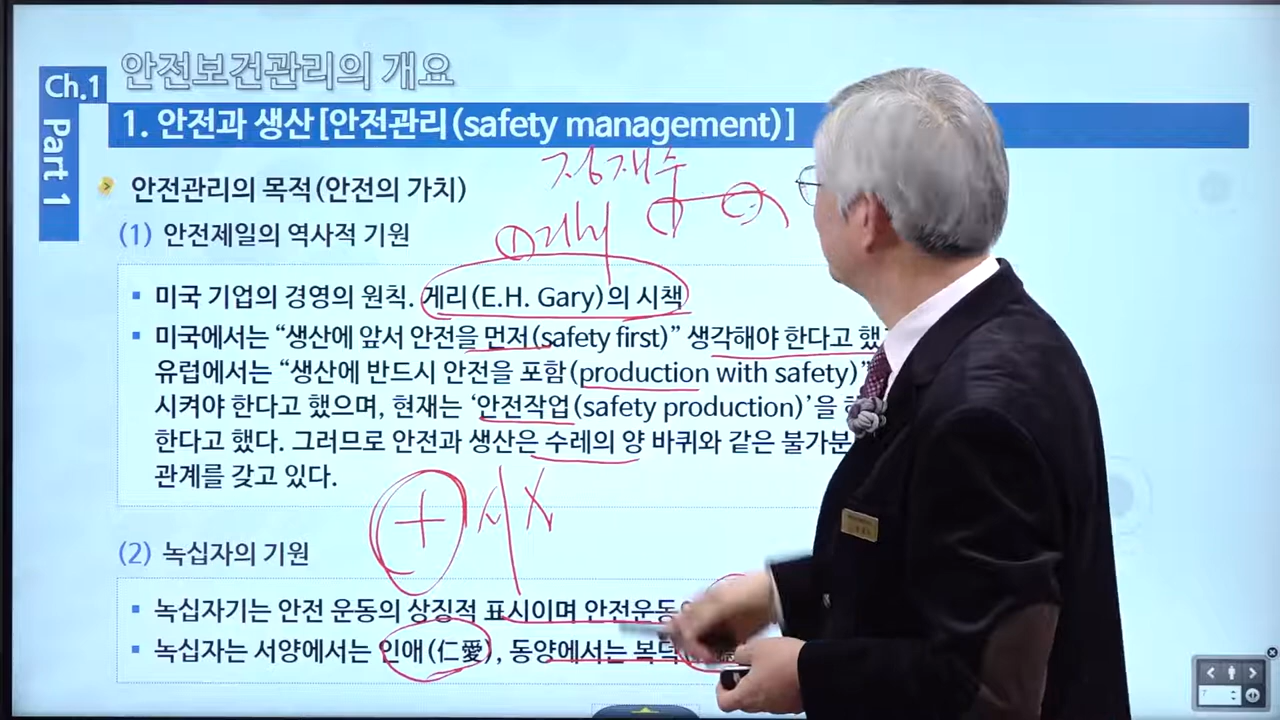 안전보건관리의 개요
Ch.1
Part 1
1. 안전과 생산[안전관리(safety management)]
정재수
안전관리의 목적(안전의 가치)
(1) 안전제일의 역사적 기원
미국 기업의 경영의 원칙. 게리(E.H. Gary)의 시책
미국에서는 “생산에 앞서 안전을 먼저(safety first)” 생각해야 한다고 했
유럽에서는 “생산에 반드시 안전을 포함(production with safety)”
시켜야 한다고 했으며, 현재는 ‘안전작업(safety production)’을
한다고 했다. 그러므로 안전과 생산은 수레의 양 바퀴와 같은 불가분
관계를 갖고 있다.
(2) 녹십자의 기원
녹십자기는 안전 운동의 상징적 표시이며 안전운동
녹십자는 서양에서는 인애(仁愛), 동양에서는 복덕
7